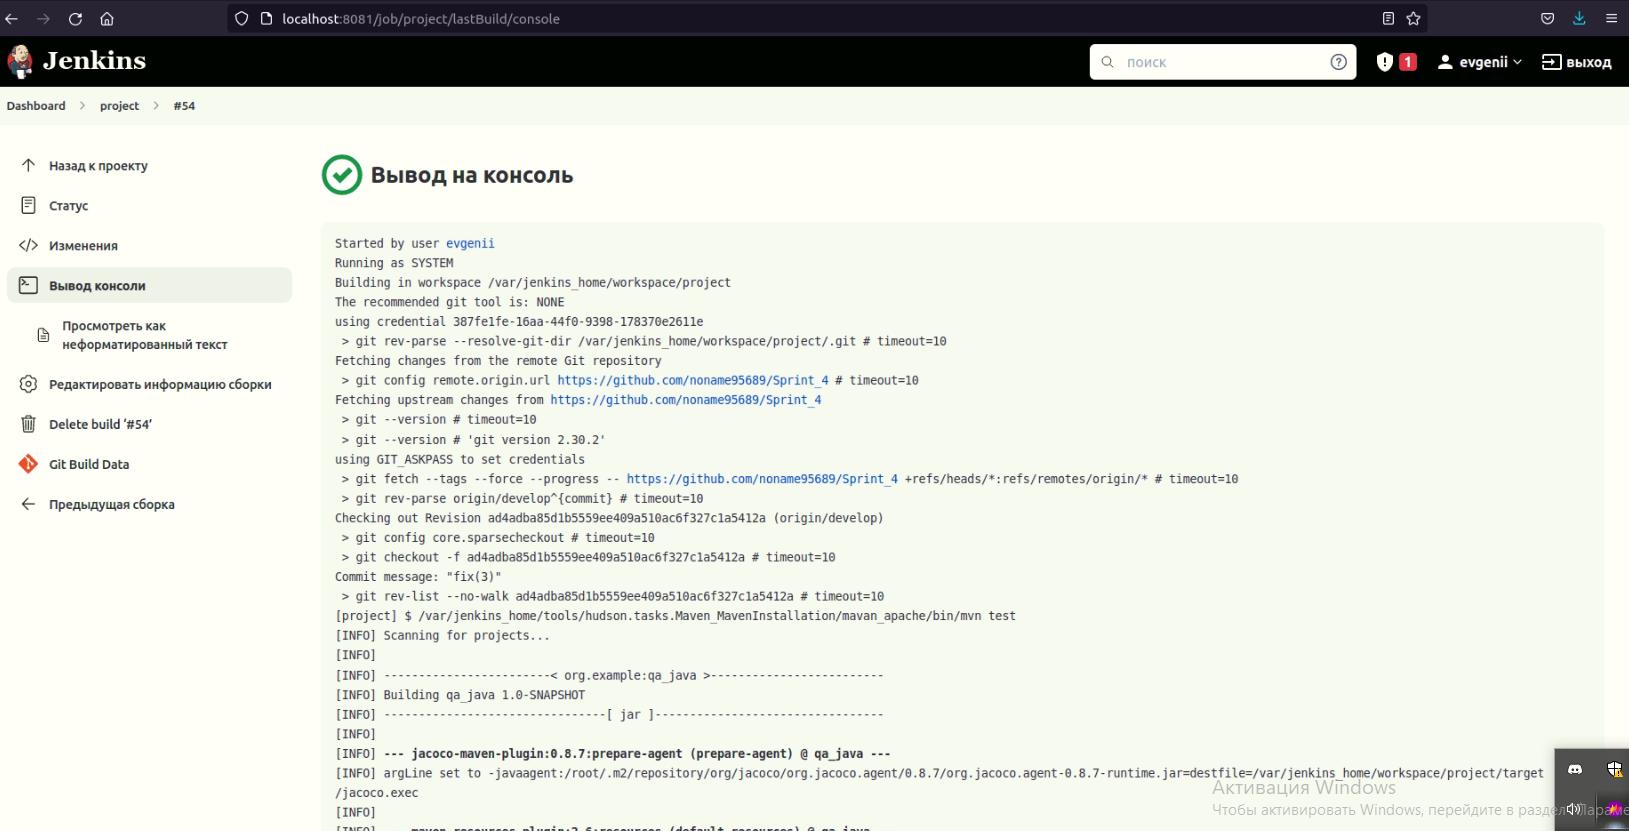 localhost:8081/job/project/lastBuild/console
Jenkins
поиск
1
evgenii
выход
Dashboard > project > #54
Назад к проекту
Статус
Изменения
Вывод консоли
Просмотреть как
неформатированный текст
Редактировать информацию сборки
Delete build ‘#54’
Git Build Data
Предыдущая сборка
Вывод на консоль
Started by user evgenii
Running as SYSTEM
Building in workspace /var/jenkins_home/workspace/project
The recommended git tool is: NONE
using credential 387fe1fe-16aa-44f0-9398-178370e2611e
> git rev-parse --resolve-git-dir /var/jenkins_home/workspace/project/.git # timeout=10
Fetching changes from the remote Git repository
> git config remote.origin.url https://github.com/noname95689/Sprint_4 # timeout=10
Fetching upstream changes from https://github.com/noname95689/Sprint_4
> git --version # timeout=10
> git --version # 'git version 2.30.2'
using GIT_ASKPASS to set credentials
> git fetch --tags --force --progress -- https://github.com/noname95689/Sprint_4 +refs/heads/*:refs/remotes/origin/* # timeout=10
> git rev-parse origin/develop^{commit} # timeout=10
Checking out Revision ad4adba85d1b5559ee409a510ac6f327c1a5412a (origin/develop)
> git config core.sparsecheckout # timeout=10
> git checkout -f ad4adba85d1b5559ee409a510ac6f327c1a5412a # timeout=10
Commit message: "fix(3)"
> git rev-list --no-walk ad4adba85d1b5559ee409a510ac6f327c1a5412a # timeout=10
[project] $ /var/jenkins_home/tools/hudson.tasks.Maven_MavenInstallation/mavan_apache/bin/mvn test
[INFO] Scanning for projects...
[INFO]
[INFO] ------------------------< org.example:qa_java >-------------------------
[INFO] Building qa_java 1.0-SNAPSHOT
[INFO] --------------------------------[ jar ]---------------------------------
[INFO]
[INFO] --- jacoco-maven-plugin:0.8.7:prepare-agent (prepare-agent) @ qa_java ---
[INFO] argLine set to -javaagent:/root/.m2/repository/org/jacoco/org.jacoco.agent/0.8.7/org.jacoco.agent-0.8.7-runtime.jar=destfile=/var/jenkins_home/workspace/project/target
/jacoco.exec
[INFO]
[INFO] --- maven-resources-plugin:2.6:resources (default-resources) @ qa_java ---
Активация Windows
Чтобы активировать Windows, перейдите в раздел